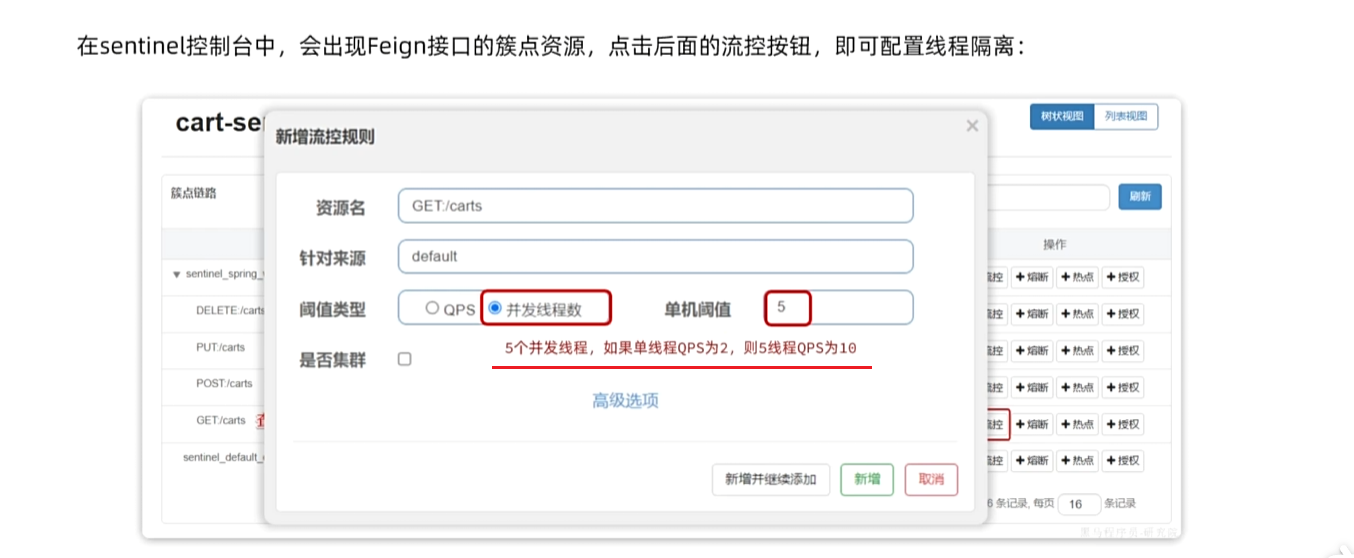 在sentinel控制台中，会出现Feign接口的簇点资源，点击后面的流控按钮，即可配置线程隔离：
cart-se
树状视图 列表视图
新增流控规则 ×
簇点链路
刷新
资源名 GET:/carts
操作
针对来源 default
sentinel_spring_
控 +熔断 +热点 +授权
阈值类型 QPS 并发线程数 单机阈值 5
DELETE:/carts
控 +熔断 +热点 +授权
5个并发线程，如果单线程QPS为2，则5线程QPS为10
PUT:/carts
控 +熔断 +热点 +授权
是否集群
POST:/carts
控 +熔断 +热点 +授权
高级选项
GET:/carts
控 +熔断 +热点 +授权
sentinel_default_
控 +熔断 +热点 +授权
新增并继续添加 新增 取消
6 条记录, 每页 16 条记录
黑马程序员-研究院